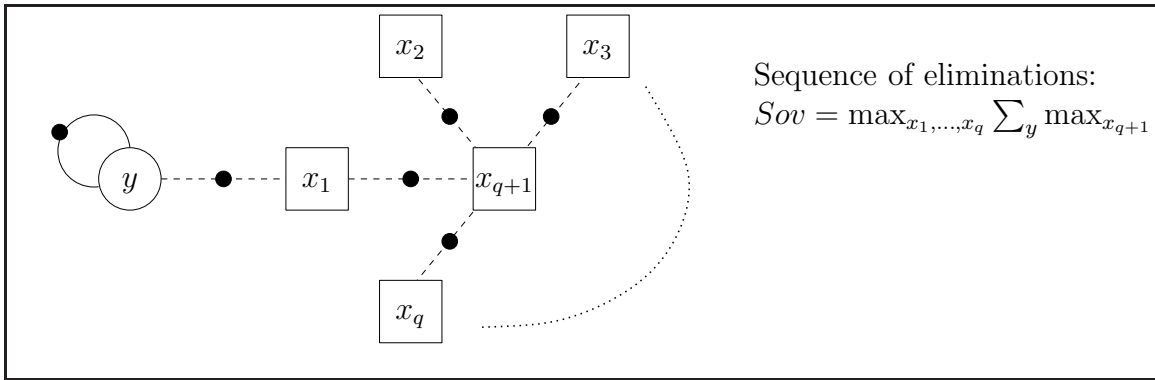 x_2
x_3
Sequence of eliminations:
Sov = max_{x_1,...,x_q} ∑_y max_{x_{q+1}}
y
x_1
x_{q+1}
x_q